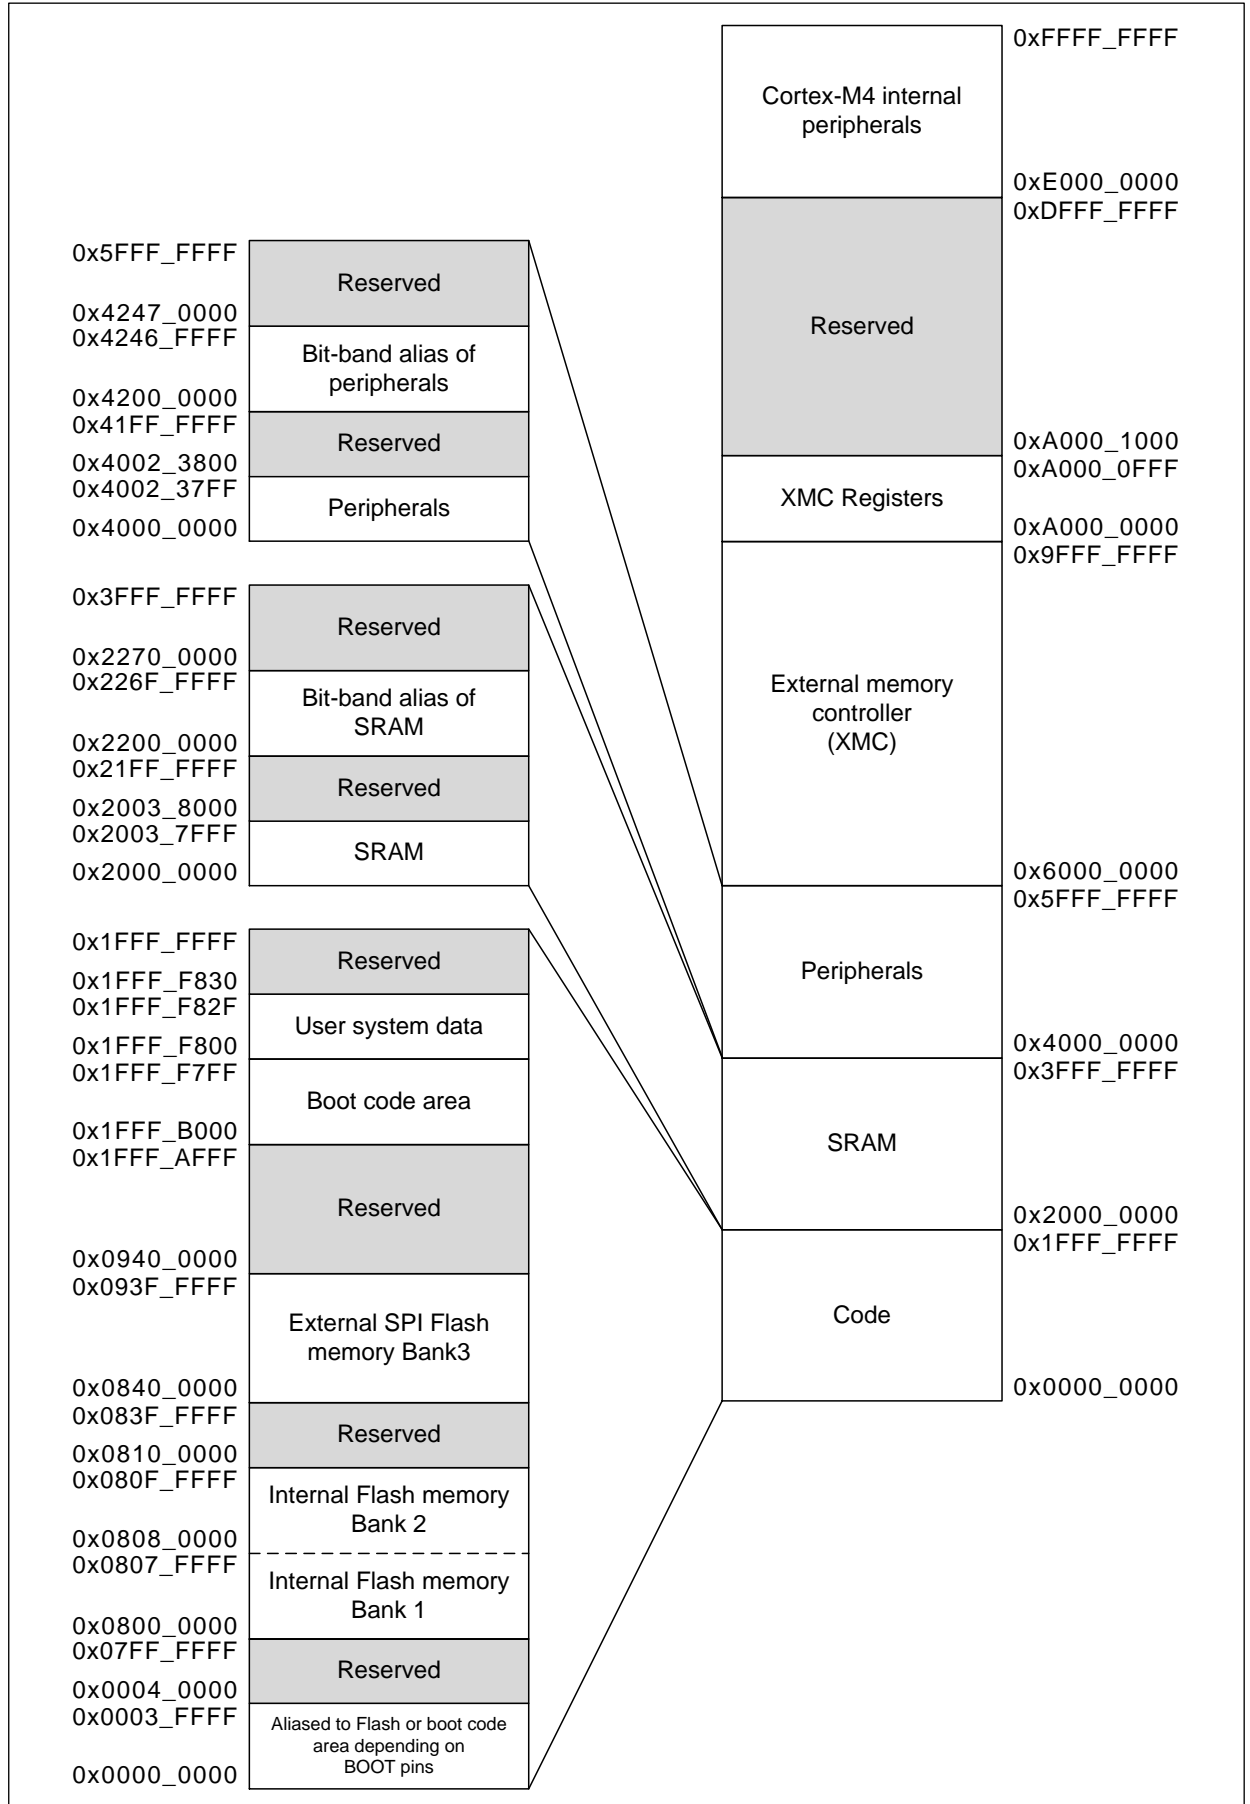 0xFFFF_FFFF
Cortex-M4 internal
peripherals
0xE000_0000
0xDFFF_FFFF
Reserved
0xA000_1000
0xA000_0FFF
XMC Registers
0xA000_0000
0x9FFF_FFFF
External memory
controller
(XMC)
0x6000_0000
0x5FFF_FFFF
Peripherals
0x4000_0000
0x3FFF_FFFF
SRAM
0x2000_0000
0x1FFF_FFFF
Code
0x0000_0000
0x5FFF_FFFF
Reserved
0x4247_0000
0x4246_FFFF
Bit-band alias of
peripherals
0x4200_0000
0x41FF_FFFF
Reserved
0x4002_3800
0x4002_37FF
Peripherals
0x4000_0000
0x3FFF_FFFF
Reserved
0x2270_0000
0x226F_FFFF
Bit-band alias of
SRAM
0x2200_0000
0x21FF_FFFF
Reserved
0x2003_8000
0x2003_7FFF
SRAM
0x2000_0000
0x1FFF_FFFF
Reserved
0x1FFF_F830
0x1FFF_F82F
User system data
0x1FFF_F800
0x1FFF_F7FF
Boot code area
0x1FFF_B000
0x1FFF_AFFF
Reserved
0x0940_0000
0x093F_FFFF
External SPI Flash
memory Bank3
0x0840_0000
0x083F_FFFF
Reserved
0x0810_0000
0x080F_FFFF
Internal Flash memory
Bank 2
0x0808_0000
0x0807_FFFF
Internal Flash memory
Bank 1
0x0800_0000
0x07FF_FFFF
Reserved
0x0004_0000
0x0003_FFFF
Aliased to Flash or boot code
area depending on
BOOT pins
0x0000_0000